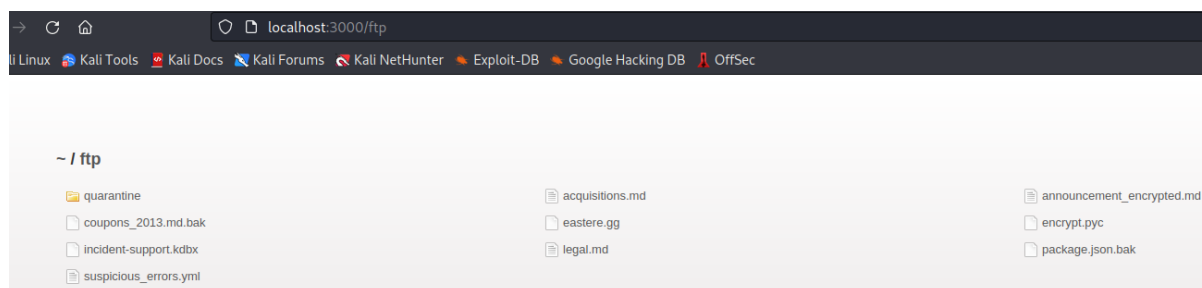 localhost:3000/ftp
li Linux Kali Tools Kali Docs Kali Forums Kali NetHunter Exploit-DB Google Hacking DB OffSec
~ / ftp
quarantine acquisitions.md announcement_encrypted.md
coupons_2013.md.bak eastere.gg encrypt.pyc
incident-support.kdbx legal.md package.json.bak
suspicious_errors.yml